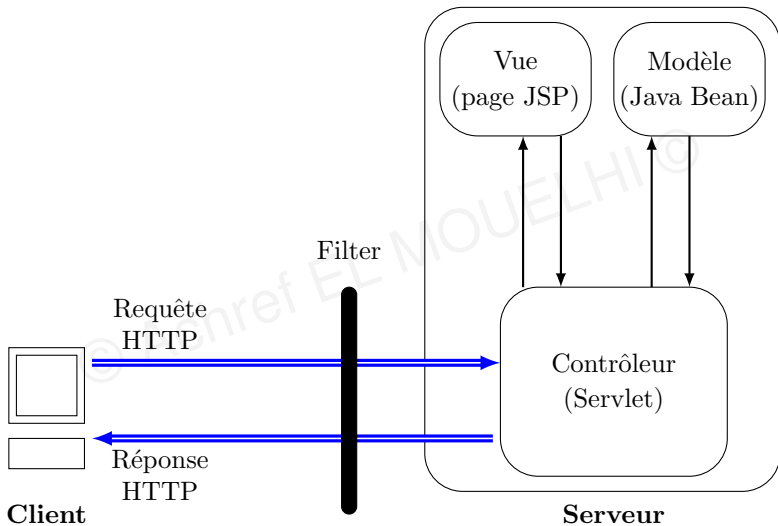 Vue
(page JSP)
Modèle
(Java Bean)
© Achref EL MOUELHI ©
Filter
Requête
HTTP
Contrôleur
(Servlet)
Réponse
HTTP
Client
Serveur